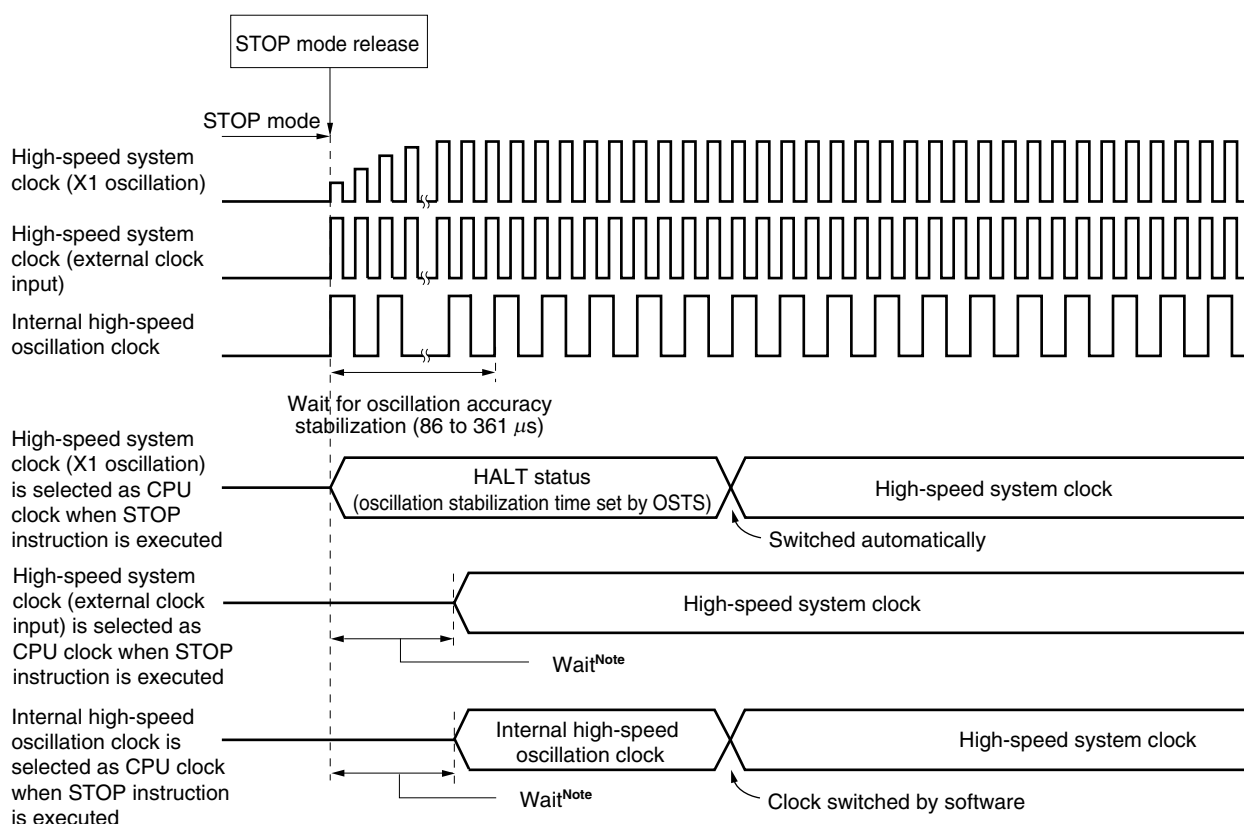 STOP mode release
STOP mode
High-speed system
clock (X1 oscillation)
High-speed system
clock (external clock
input)
Internal high-speed
oscillation clock
Wait for oscillation accuracy
stabilization (86 to 361 μs)
High-speed system
clock (X1 oscillation)
is selected as CPU
clock when STOP
instruction is executed
HALT status
(oscillation stabilization time set by OSTS)
High-speed system clock
Switched automatically
High-speed system
clock (external clock
input) is selected as
CPU clock when STOP
instruction is executed
High-speed system clock
WaitNote
Internal high-speed
oscillation clock is
selected as CPU clock
when STOP instruction
is executed
Internal high-speed
oscillation clock
High-speed system clock
WaitNote
Clock switched by software